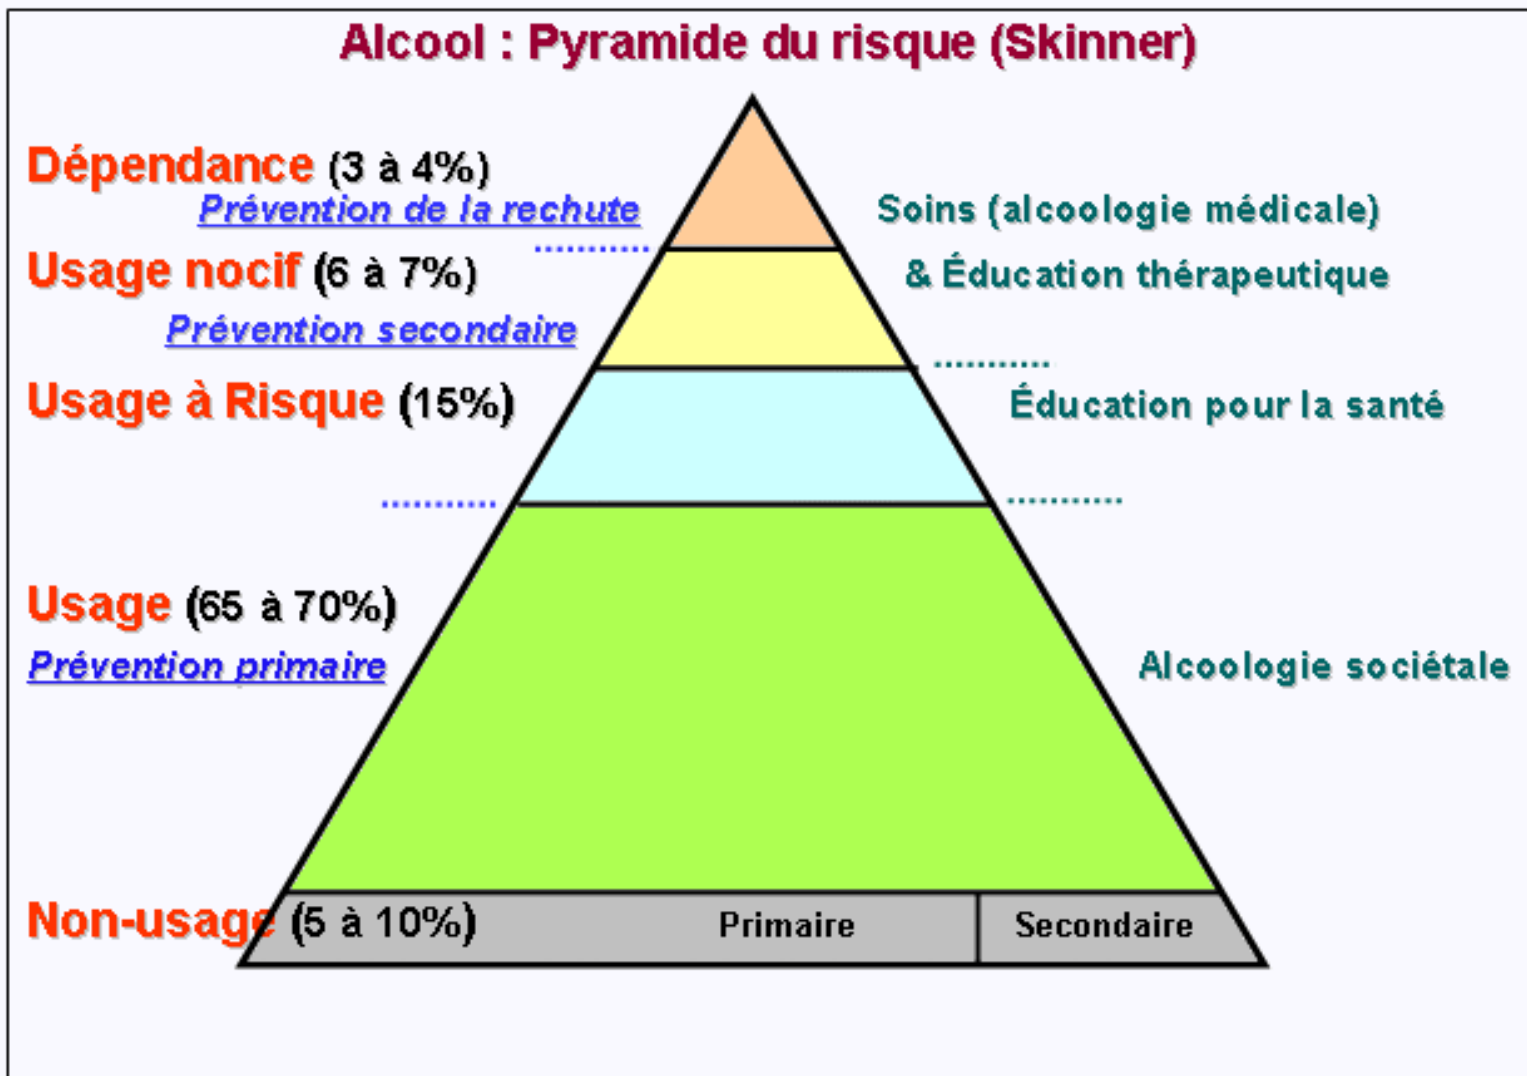 Alcool : Pyramide du risque (Skinner)
Dépendance (3 à 4%)
Prévention de la rechute
Soins (alcoologie médicale)
Usage nocif (6 à 7%)
& Éducation thérapeutique
Prévention secondaire
Usage à Risque (15%)
Éducation pour la santé
Usage (65 à 70%)
Prévention primaire
Alcoologie sociétale
Non-usage (5 à 10%)
Primaire
Secondaire